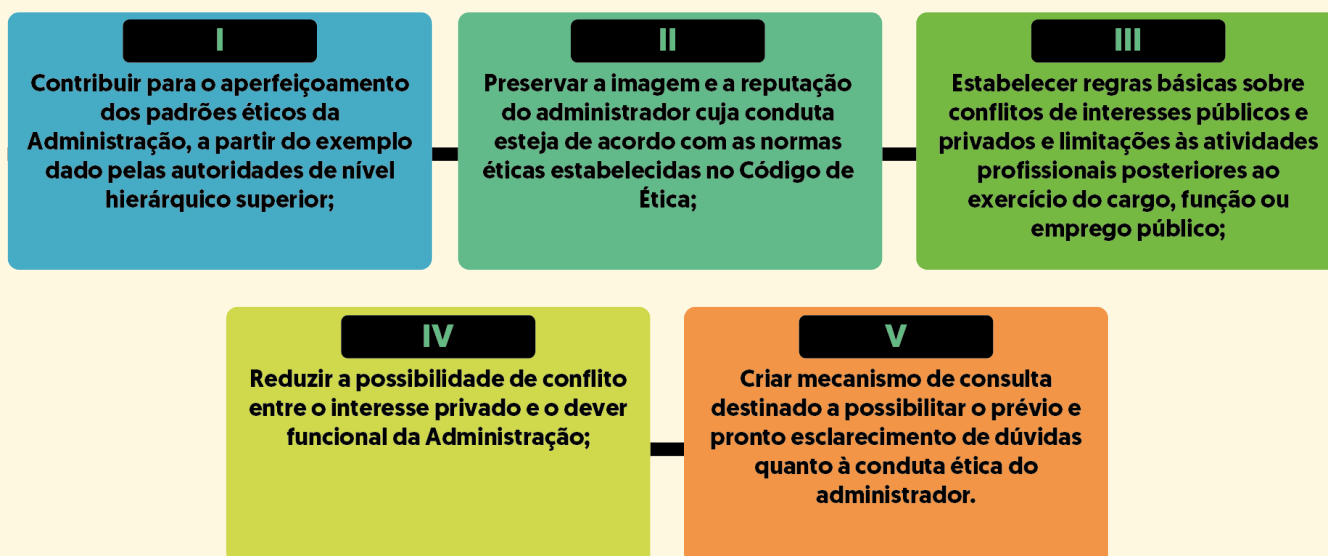 I
Contribuir para o aperfeiçoamento
dos padrões éticos da
Administração, a partir do exemplo
dado pelas autoridades de nível
hierárquico superior;
II
Preservar a imagem e a reputação
do administrador cuja conduta
esteja de acordo com as normas
éticas estabelecidas no Código de
Ética;
III
Estabelecer regras básicas sobre
conflitos de interesses públicos e
privados e limitações às atividades
profissionais posteriores ao
exercício do cargo, função ou
emprego público;
IV
Reduzir a possibilidade de conflito
entre o interesse privado e o dever
funcional da Administração;
V
Criar mecanismo de consulta
destinado a possibilitar o prévio e
pronto esclarecimento de dúvidas
quanto à conduta ética do
administrador.